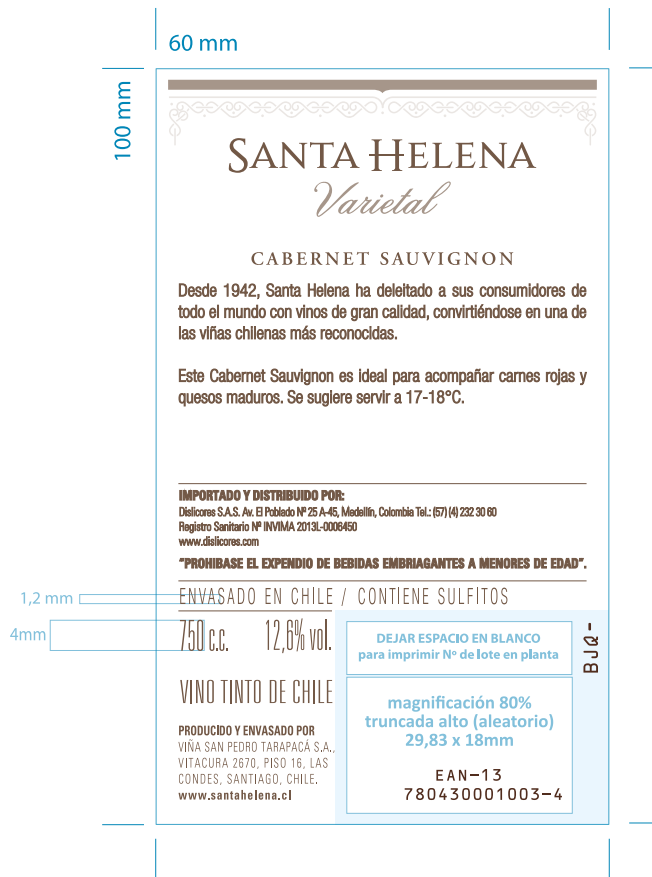 60 mm
100 mm
SANTA HELENA
Varietal
CABERNET SAUVIGNON
Desde 1942, Santa Helena ha deleitado a sus consumidores de
todo el mundo con vinos de gran calidad, convirtiéndose en una de
las viñas chilenas más reconocidas.
Este Cabernet Sauvignon es ideal para acompañar carnes rojas y
quesos maduros. Se sugiere servir a 17-18°C.
IMPORTADO Y DISTRIBUIDO POR:
Dislicores S.A.S. Av. El Poblado Nº 25 A-45, Medellín, Colombia Tel.: (57) (4) 232 30 60
Registro Sanitario Nº INVIMA 2013L-0006450
www.dislicores.com
"PROHIBASE EL EXPENDIO DE BEBIDAS EMBRIAGANTES A MENORES DE EDAD".
1,2 mm
ENVASADO EN CHILE / CONTIENE SULFITOS
4mm
750 c.c. 12,6% vol.
VINO TINTO DE CHILE
PRODUCIDO Y ENVASADO POR
VIÑA SAN PEDRO TARAPACÁ S.A.,
VITACURA 2670, PISO 16, LAS
CONDES, SANTIAGO, CHILE.
www.santahelena.cl
DEJAR ESPACIO EN BLANCO
para imprimir Nº de lote en planta
BJQ-
magnificación 80%
truncada alto (aleatorio)
29,83 x 18mm
EAN-13
780430001003-4